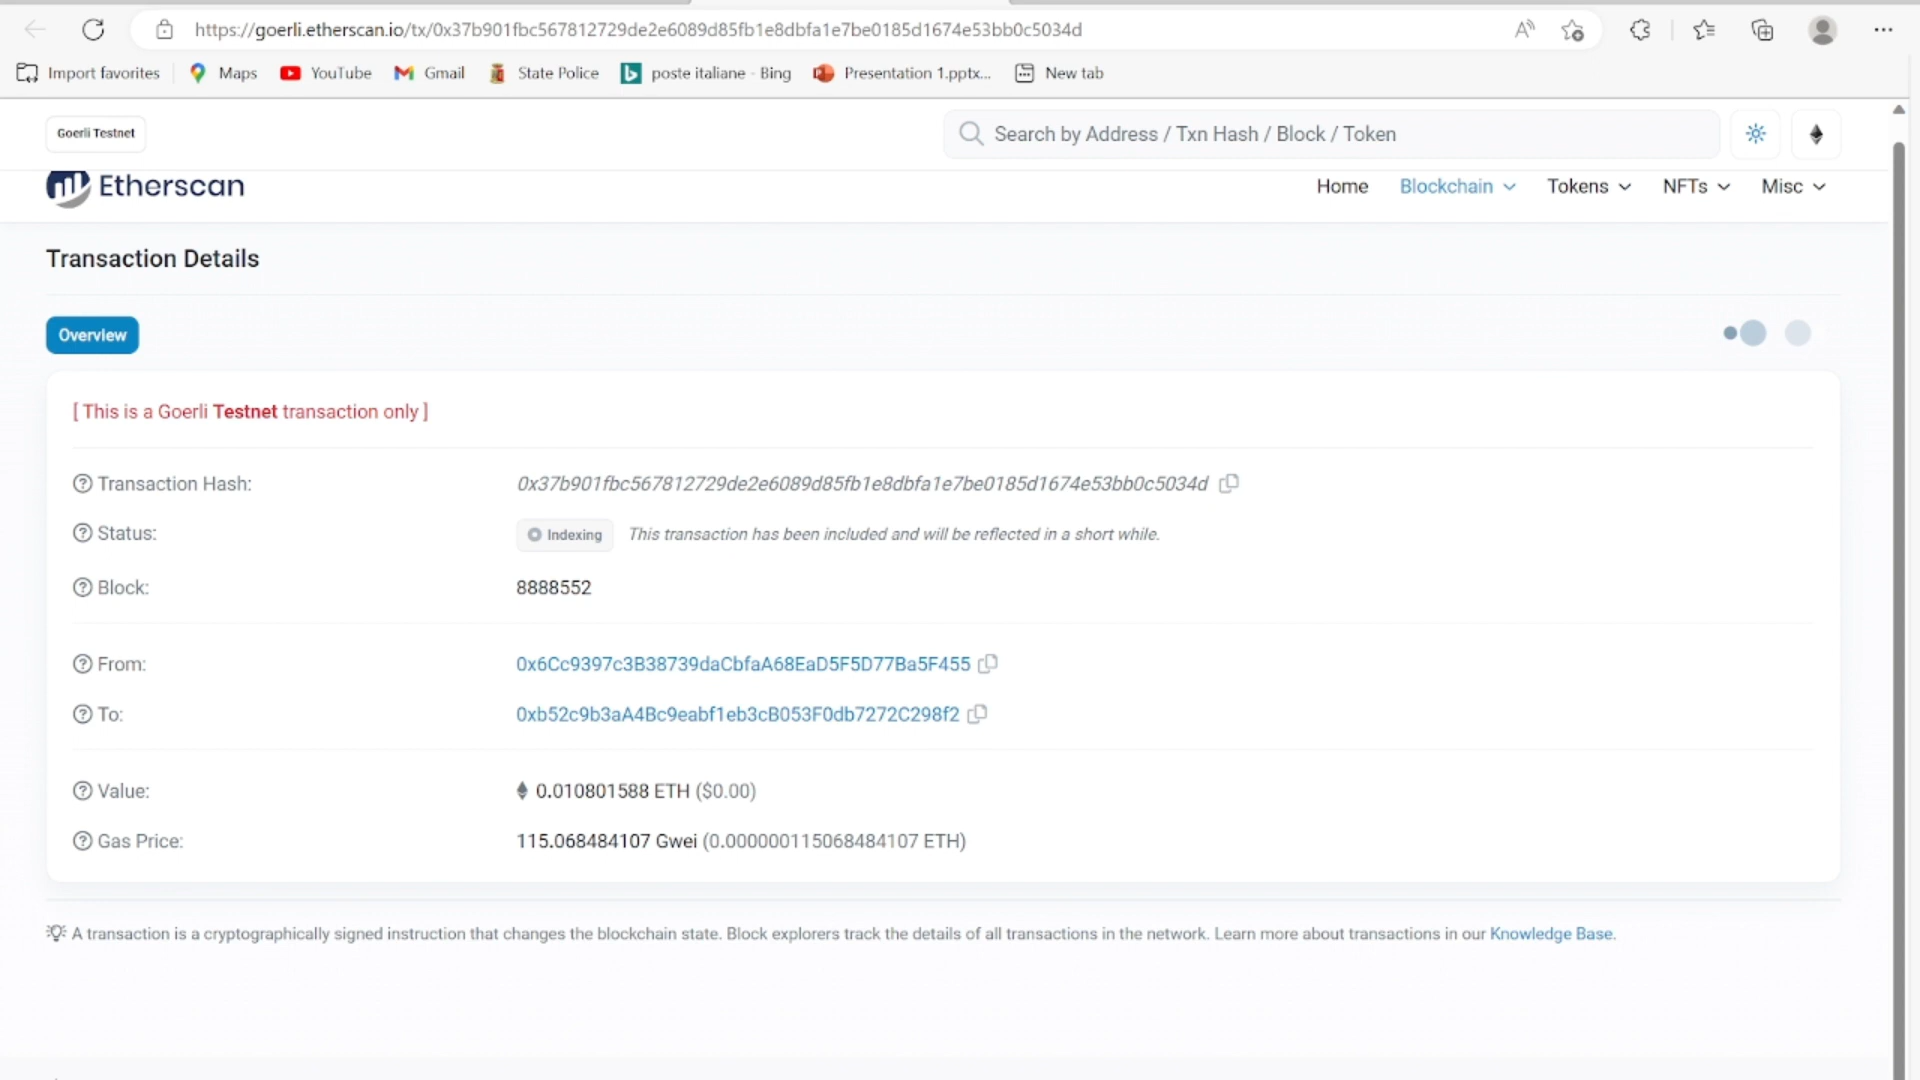 https://goerli.etherscan.io/tx/0x37b901fbc567812729de2e6089d85fb1e8dbfa1e7be0185d1674e53bb0c5034d
Import favorites Maps YouTube Gmail State Police poste italiane - Bing Presentation 1.pptx... New tab
Goerli Testnet Search by Address / Txn Hash / Block / Token
Etherscan Home Blockchain Tokens NFTs Misc
Transaction Details
Overview
[ This is a Goerli Testnet transaction only ]
Transaction Hash: 0x37b901fbc567812729de2e6089d85fb1e8dbfa1e7be0185d1674e53bb0c5034d
Status: Indexing This transaction has been included and will be reflected in a short while.
Block: 8888552
From: 0x6Cc9397c3B38739daCbfaA68EaD5F5D77Ba5F455
To: 0xb52c9b3aA4Bc9eabf1eb3cB053F0db7272C298f2
Value: 0.010801588 ETH ($0.00)
Gas Price: 115.068484107 Gwei (0.000000115068484107 ETH)
A transaction is a cryptographically signed instruction that changes the blockchain state. Block explorers track the details of all transactions in the network. Learn more about transactions in our Knowledge Base.